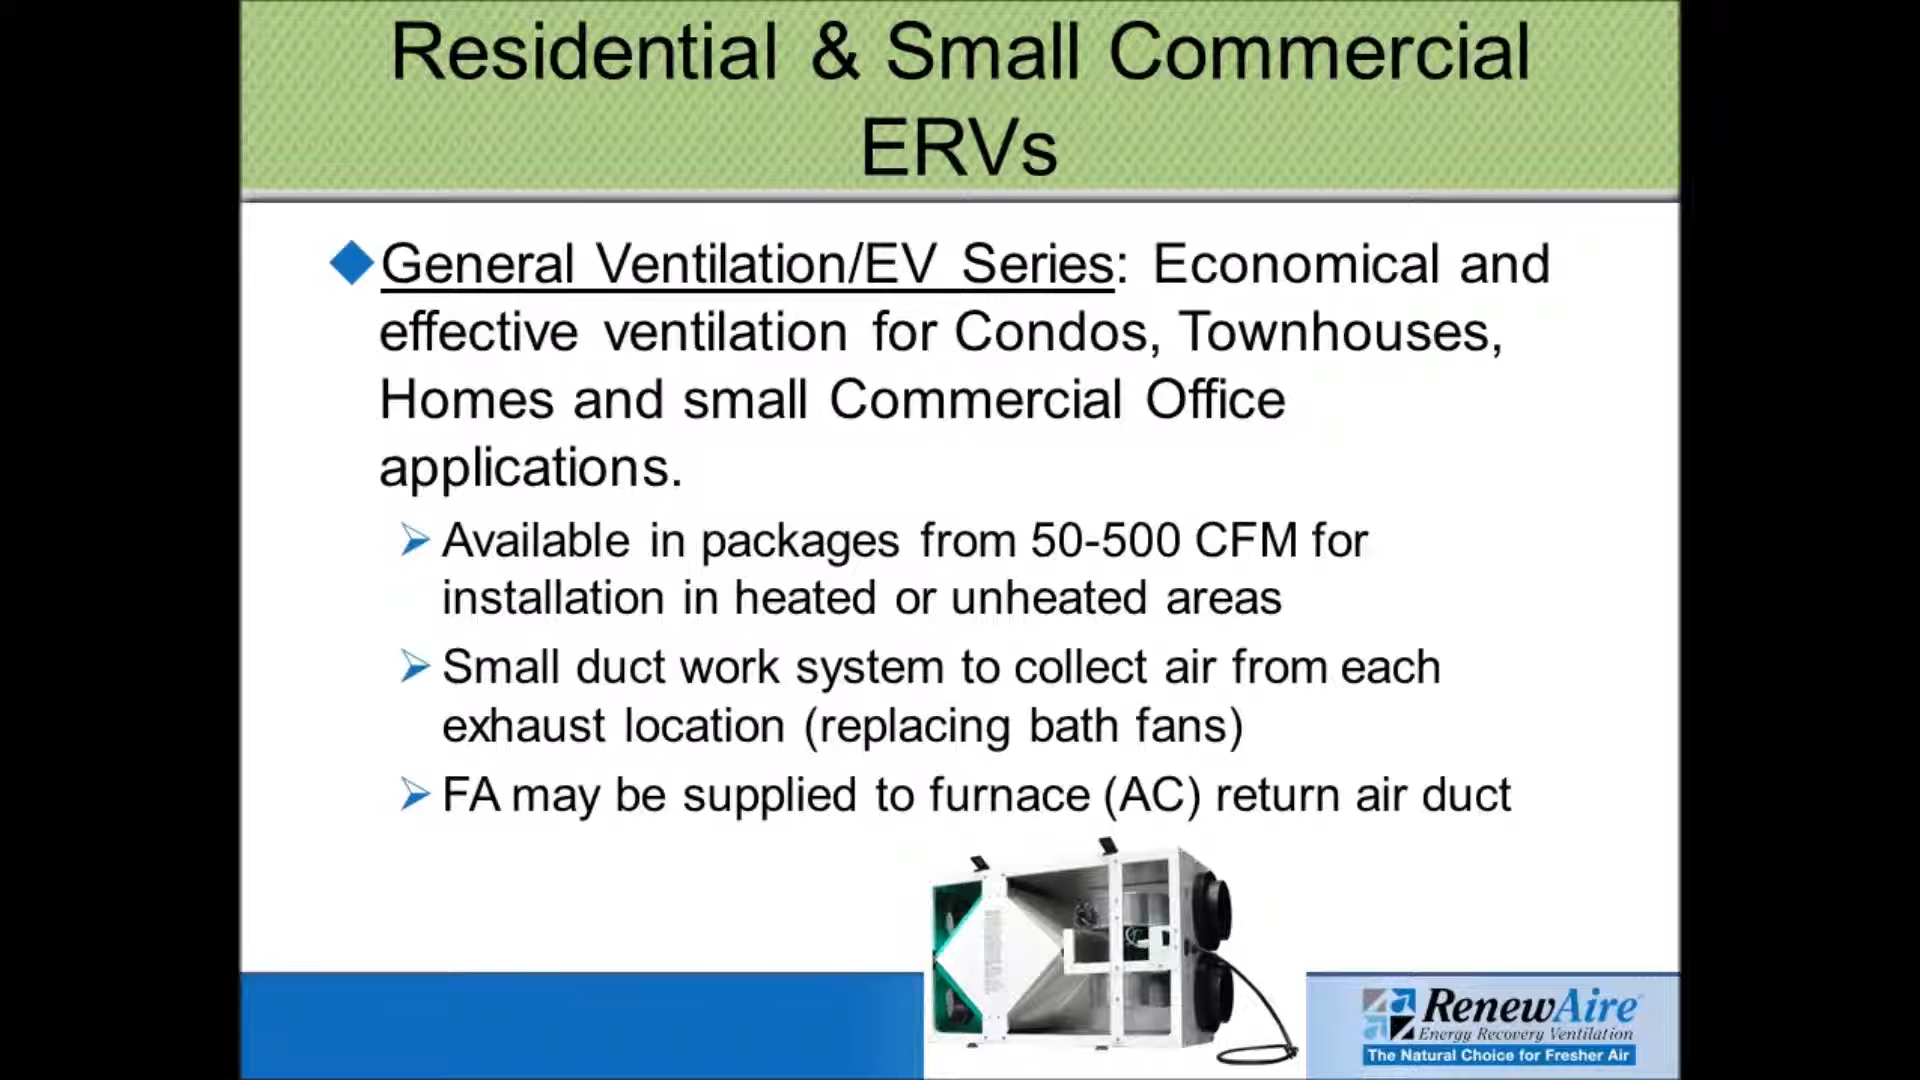 Residential & Small Commercial
ERVs
General Ventilation/EV Series: Economical and
effective ventilation for Condos, Townhouses,
Homes and small Commercial Office
applications.
Available in packages from 50-500 CFM for
installation in heated or unheated areas
Small duct work system to collect air from each
exhaust location (replacing bath fans)
FA may be supplied to furnace (AC) return air duct
RenewAire
Energy Recovery Ventilation
The Natural Choice for Fresher Air